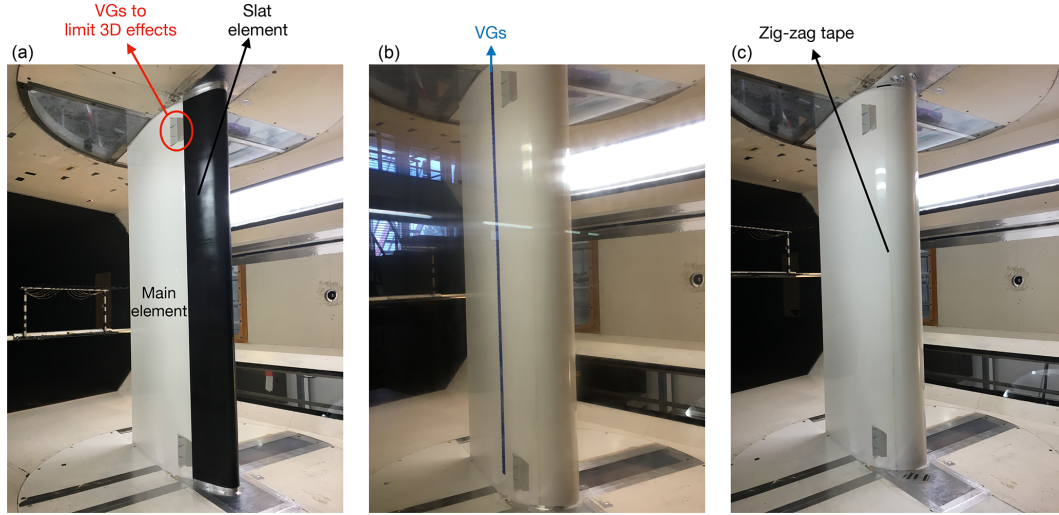 VGs to
limit 3D effects
Slat
element
VGs
Zig-zag tape
(a)
(b)
(c)
Main
element